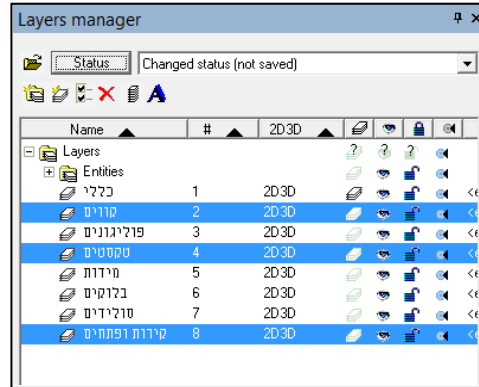 Layers manager
Status Changed status (not saved)
A
Name # 2D3D
Layers ? ? ?
Entities
כללי 1 2D3D <e
קווים 2 2D3D <e
פוליגונים 3 2D3D <e
טקסטים 4 2D3D <e
מידות 5 2D3D <e
בלוקים 6 2D3D <e
סולידים 7 2D3D <e
קירות ופתחים 8 2D3D <e